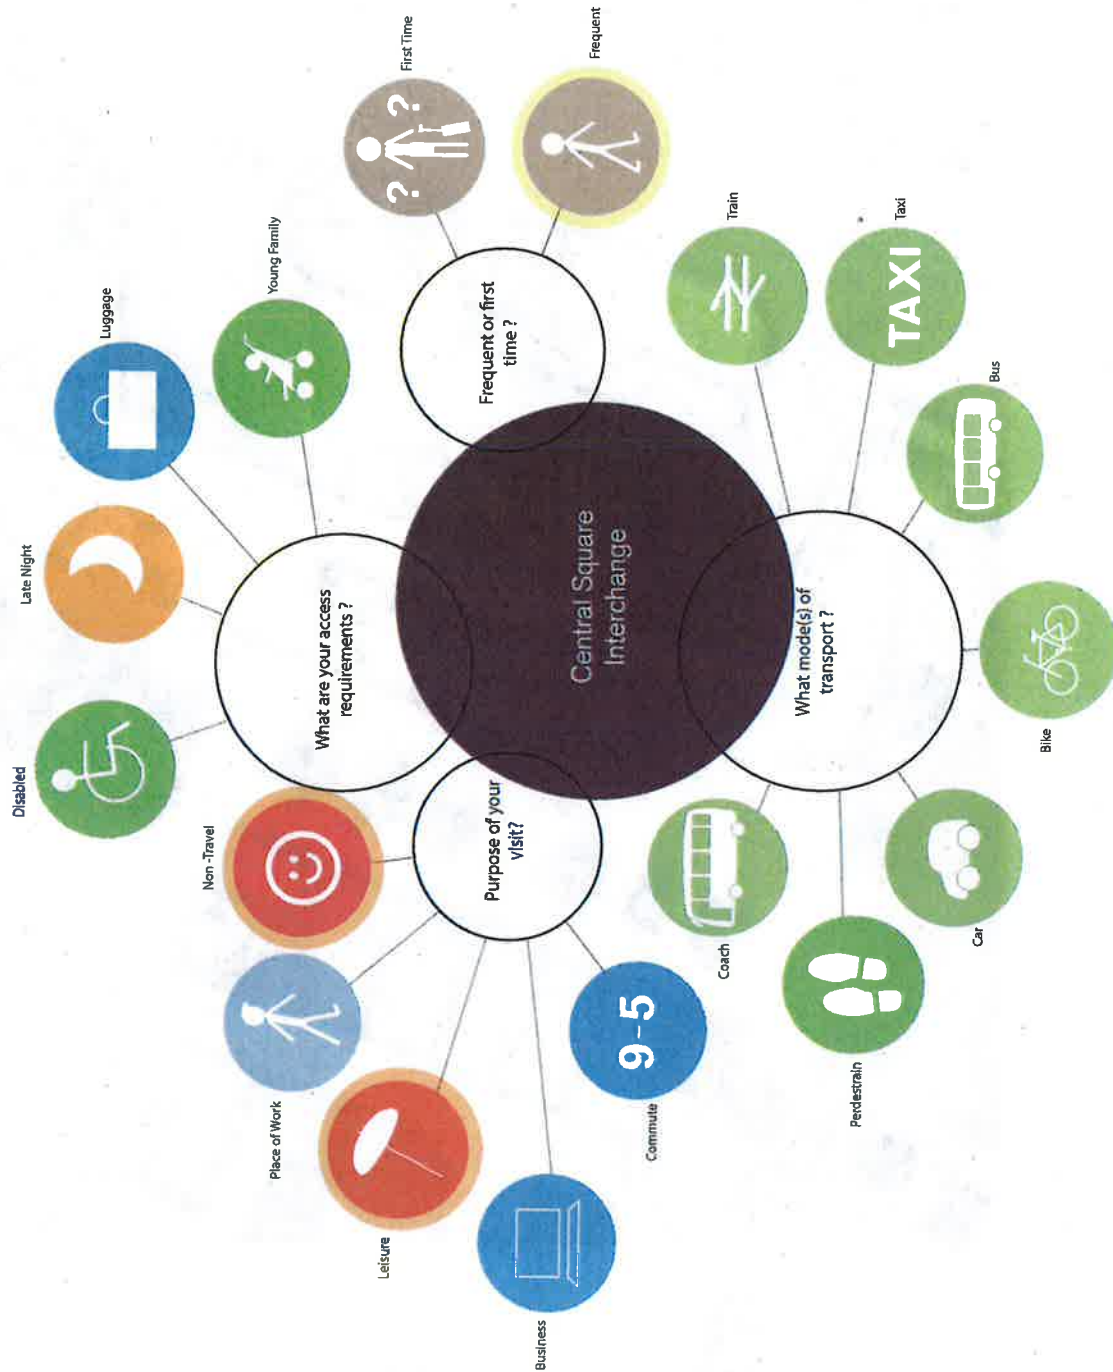 Central Square
Interchange
What are your access
requirements ?
Disabled
Late Night
Luggage
Young Family
Frequent or first
time ?
First Time
? ?
Frequent
What mode(s) of
transport ?
Train
Taxi
TAXI
Bus
Bike
Car
Perdestrain
Coach
Purpose of your
visit?
Commute
9-5
Business
Leisure
Place of Work
Non -Travel